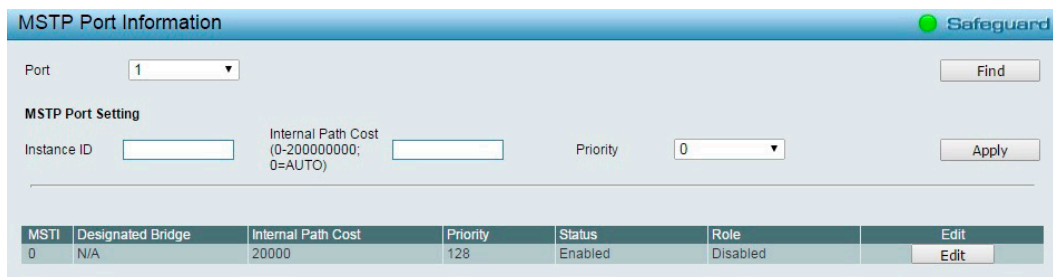 MSTP Port Information
Safeguard
Port 1 Find
MSTP Port Setting
Instance ID
Internal Path Cost
(0-200000000;
0=AUTO)
Priority 0 Apply
MSTI Designated Bridge Internal Path Cost Priority Status Role Edit
0 N/A 20000 128 Enabled Disabled Edit